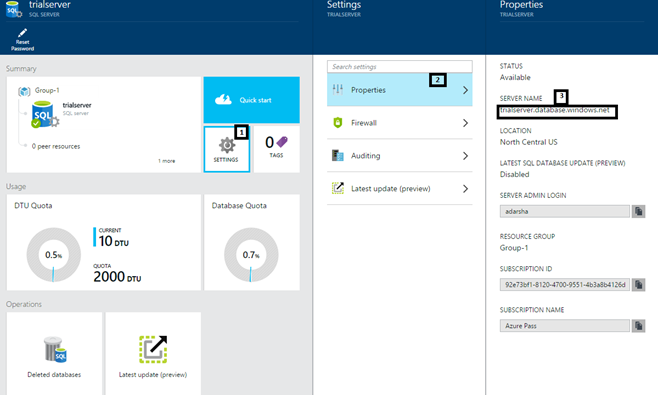 trialserver
SQL SERVER
Reset
Password
Summary
Group-1
SQL
trialserver
SQL server
0 peer resources
1 more
Quick start
1
SETTINGS
0
TAGS
Usage
DTU Quota
0.5%
CURRENT
10 DTU
QUOTA
2000 DTU
Database Quota
0.7%
Operations
SQL
Deleted databases
Latest update (preview)
Settings
TRIALSERVER
Search settings
2
Properties
Firewall
Auditing
Latest update (preview)
Properties
TRIALSERVER
STATUS
Available
SERVER NAME
3
trialserver.database.windows.net
LOCATION
North Central US
LATEST SQL DATABASE UPDATE (PREVIEW)
Disabled
SERVER ADMIN LOGIN
adarsha
RESOURCE GROUP
Group-1
SUBSCRIPTION ID
92e73bf1-8120-4700-9551-4b3a8b4126d
SUBSCRIPTION NAME
Azure Pass